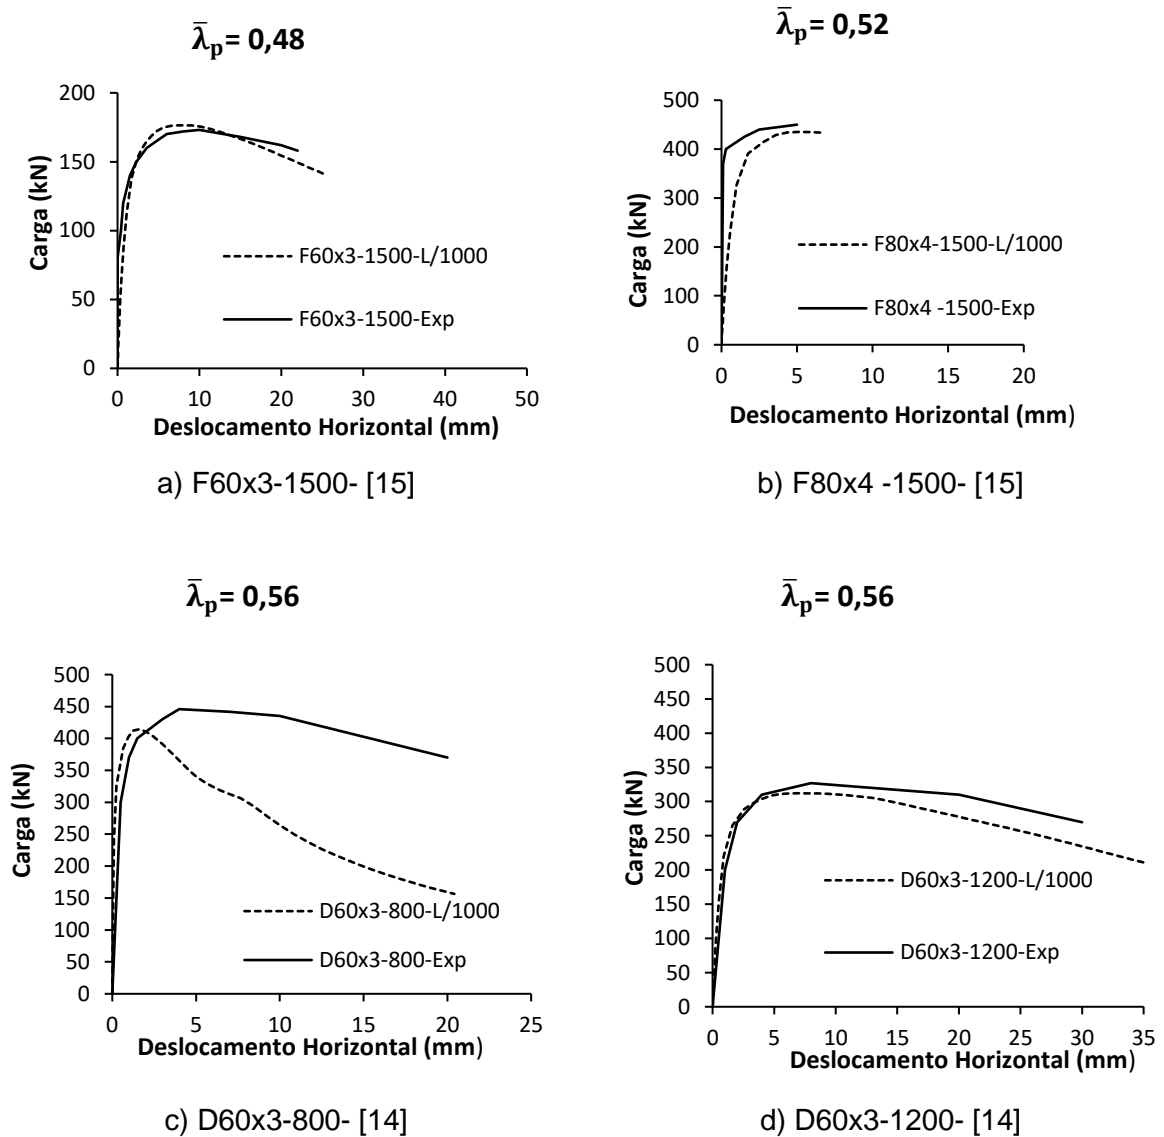 λ̄p = 0,48
200
150
100
50
0
Carga (kN)
F60x3-1500-L/1000
F60x3-1500-Exp
0 10 20 30 40 50
Deslocamento Horizontal (mm)
a) F60x3-1500- [15]
λ̄p = 0,52
500
400
300
200
100
0
Carga (kN)
F80x4-1500-L/1000
F80x4 -1500-Exp
0 5 10 15 20
Deslocamento Horizontal (mm)
b) F80x4 -1500- [15]
λ̄p = 0,56
500
450
400
350
300
250
200
150
100
50
0
Carga (kN)
D60x3-800-L/1000
D60x3-800-Exp
0 5 10 15 20 25
Deslocamento Horizontal (mm)
c) D60x3-800- [14]
λ̄p = 0,56
500
450
400
350
300
250
200
150
100
50
0
Carga (kN)
D60x3-1200-L/1000
D60x3-1200-Exp
0 5 10 15 20 25 30 35
Deslocamento Horizontal (mm)
d) D60x3-1200- [14]